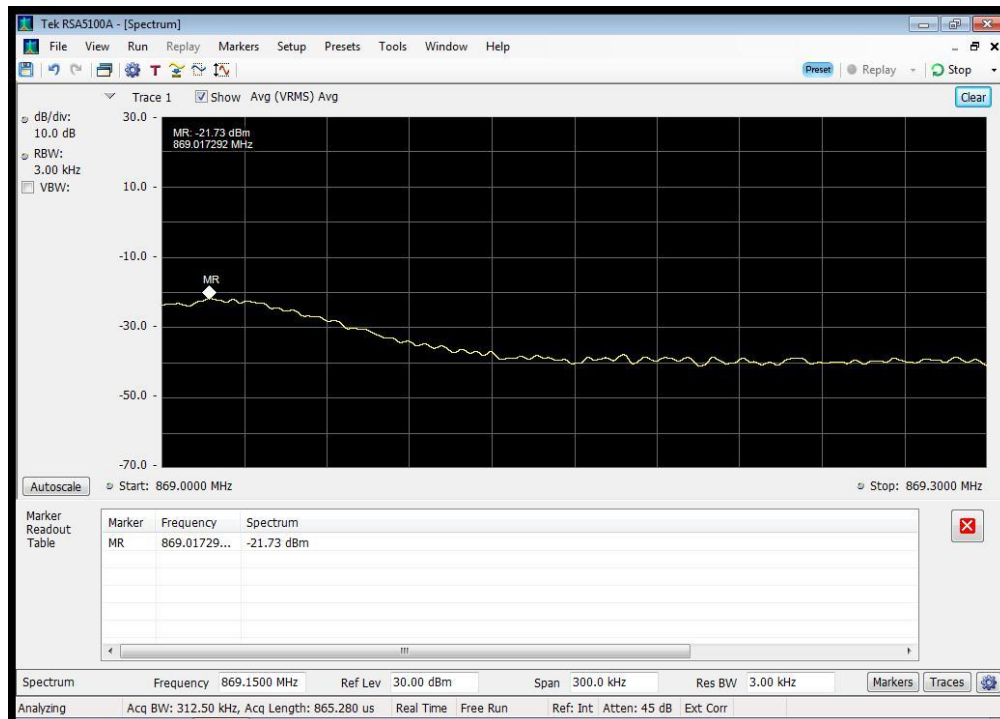 Tek RSA5100A - [Spectrum]
File View Run Replay Markers Setup Presets Tools Window Help
T Preset Replay Stop
Trace 1 Show Avg (VRMS) Avg Clear
dB/div:
10.0 dB
RBW:
3.00 kHz
VBW:
30.0
10.0
-10.0
-30.0
-50.0
-70.0
MR: -21.73 dBm
869.017292 MHz
MR
Autoscale Start: 869.0000 MHz Stop: 869.3000 MHz
Marker
Readout
Table
Marker Frequency Spectrum
MR 869.01729... -21.73 dBm
Spectrum Frequency 869.1500 MHz Ref Lev 30.00 dBm Span 300.0 kHz Res BW 3.00 kHz Markers Traces
Analyzing Acq BW: 312.50 kHz, Acq Length: 865.280 us Real Time Free Run Ref: Int Atten: 45 dB Ext Corr